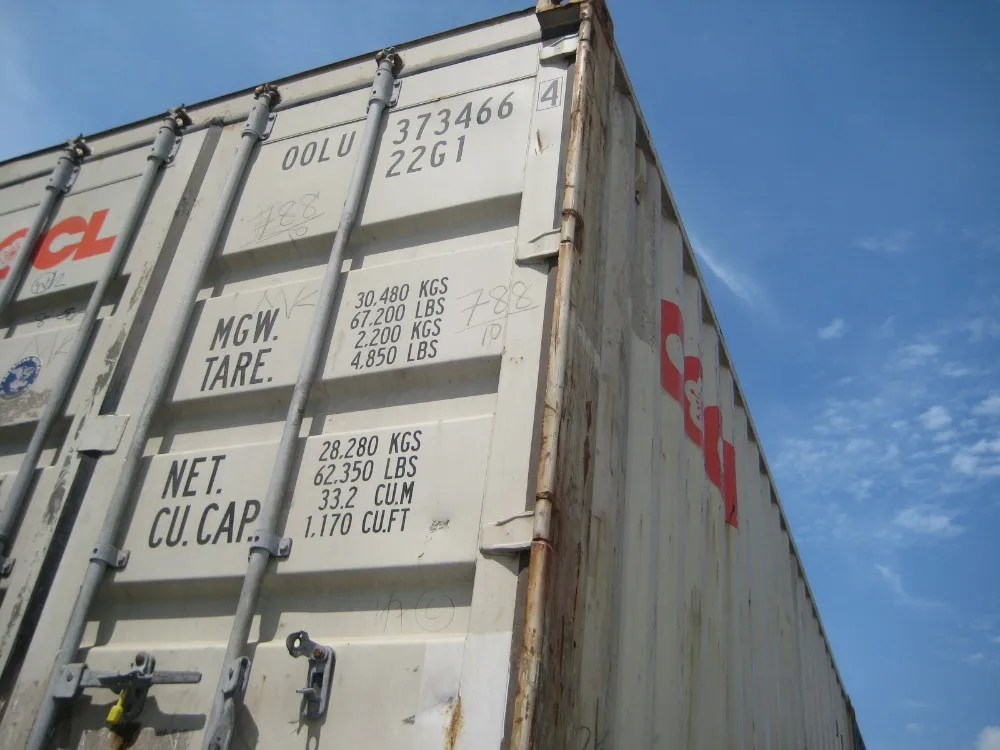 OOLU 373466 4
22G1
OOCL
788
10
MGW. 30.480 KGS
67.200 LBS
TARE. 2.200 KGS
4.850 LBS
788
10
NET. 28.280 KGS
62.350 LBS
CU.CAP. 33.2 CU.M
1.170 CU.FT